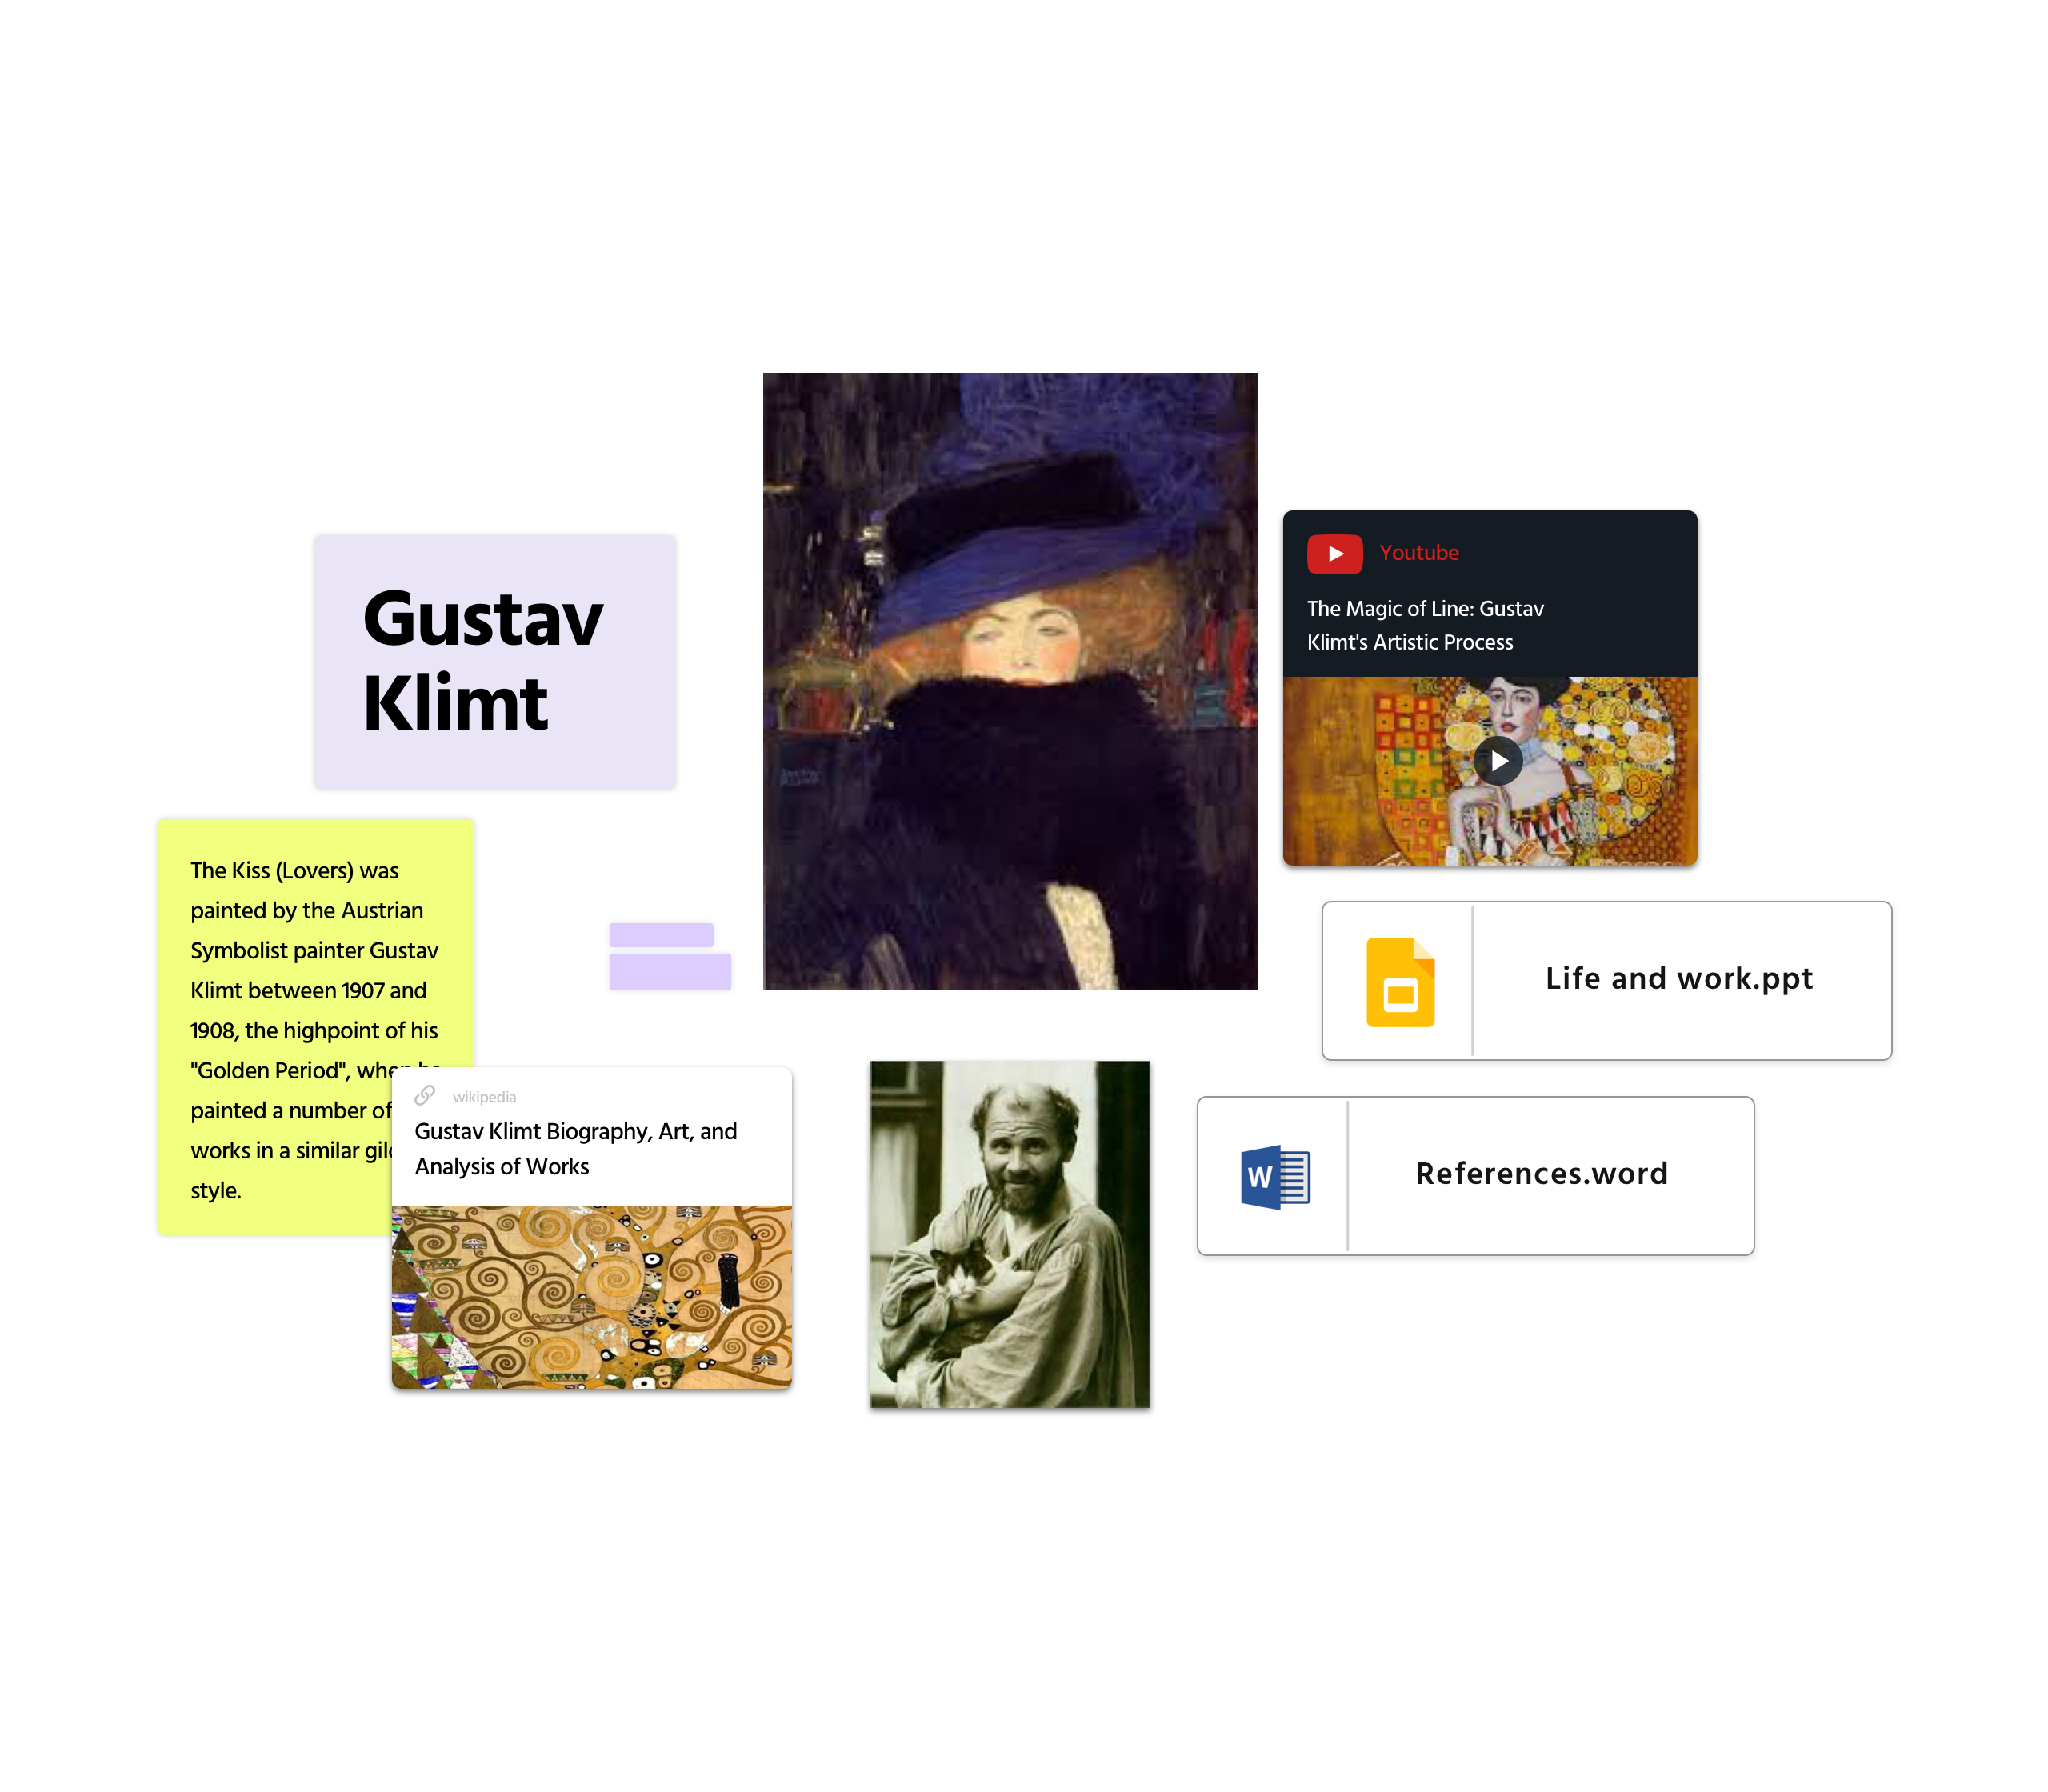 Gustav
Klimt
Youtube
The Magic of Line: Gustav
Klimt's Artistic Process
The Kiss (Lovers) was
painted by the Austrian
Symbolist painter Gustav
Klimt between 1907 and
1908, the highpoint of his
"Golden Period", when
painted a number of
works in a similar
style.
wikipedia
Gustav Klimt Biography, Art, and
Analysis of Works
Life and work.ppt
W
References.word